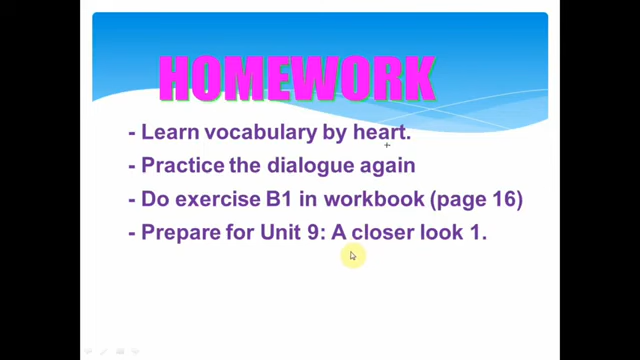 HOMEWORK
- Learn vocabulary by heart.
- Practice the dialogue again
- Do exercise B1 in workbook (page 16)
- Prepare for Unit 9: A closer look 1.